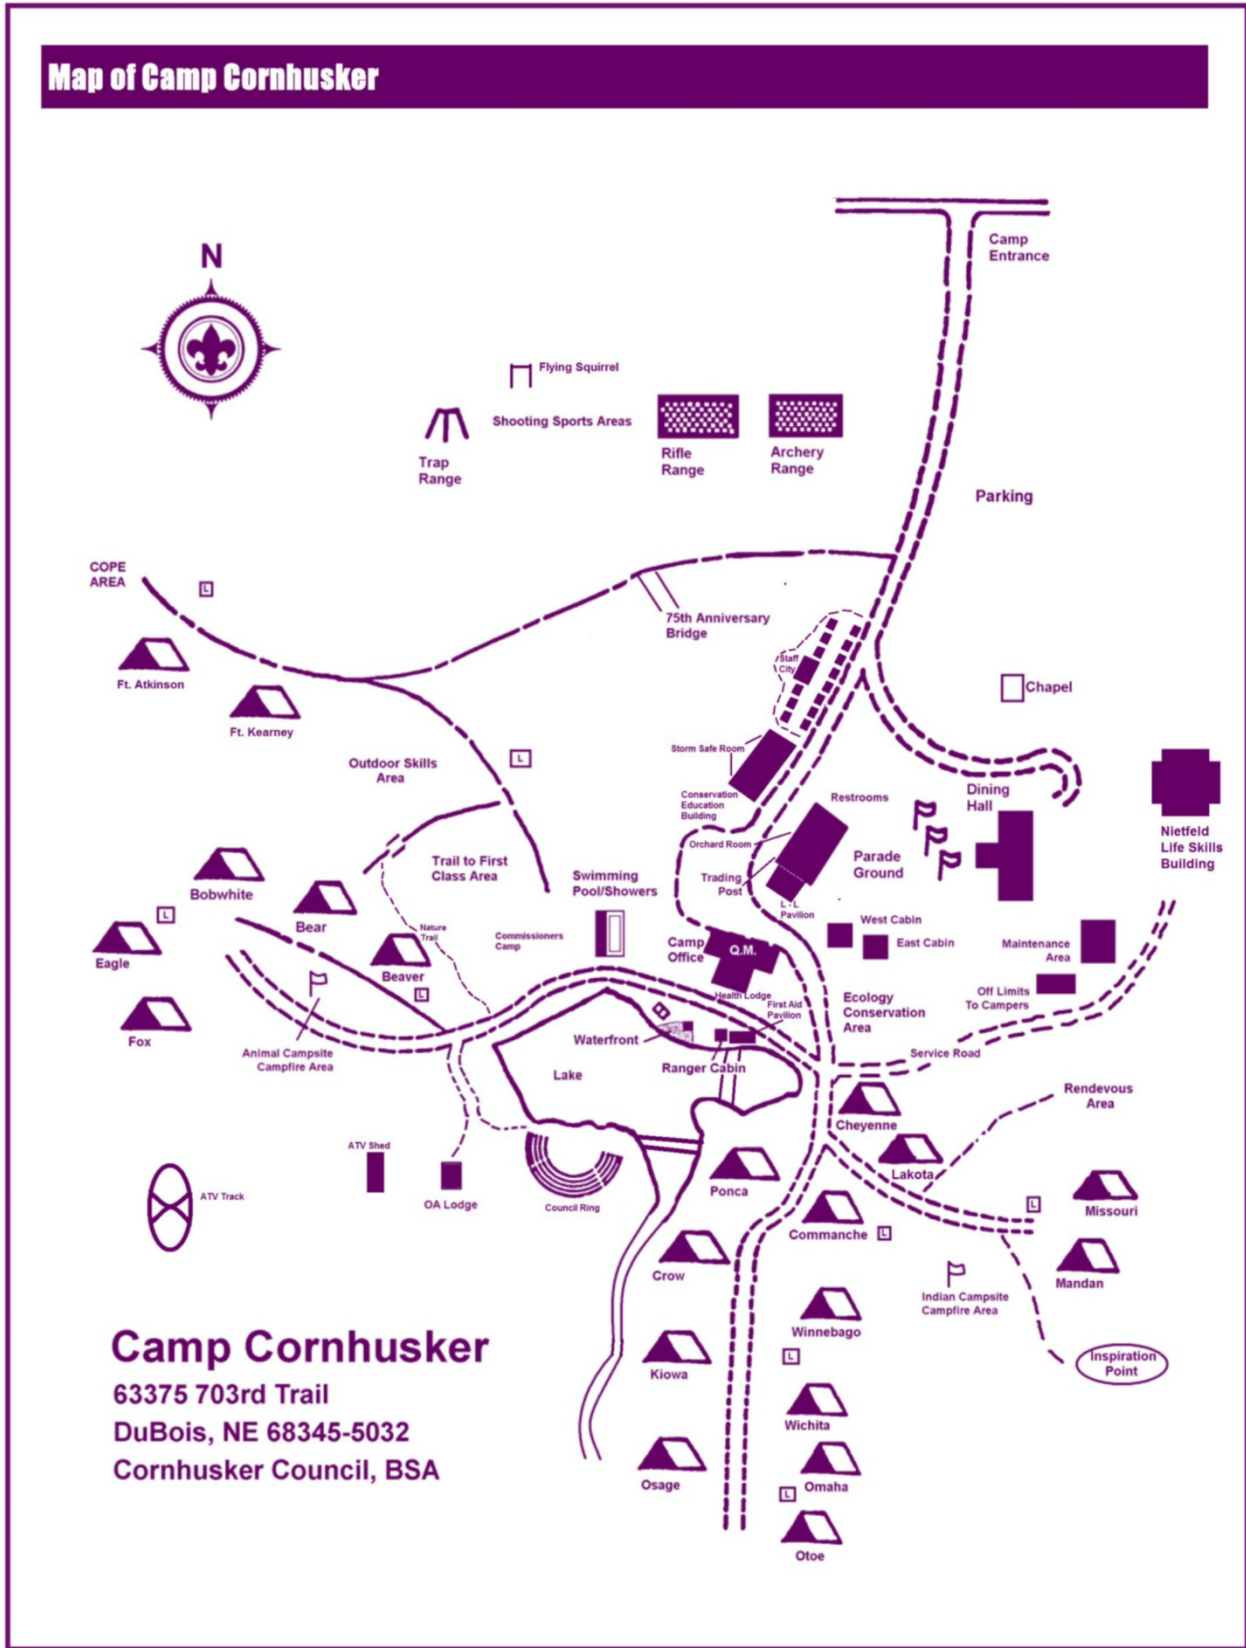 Map of Camp Cornhusker
Camp
Entrance
N
Flying Squirrel
Shooting Sports Areas
Trap
Range
Rifle
Range
Archery
Range
Parking
COPE
AREA
L
75th Anniversary
Bridge
Ft. Atkinson
Staff
City
Chapel
Ft. Kearney
Storm Safe Room
Outdoor Skills
Area
L
Conservation
Education
Building
Restrooms
Dining
Hall
Nietfeld
Life Skills
Building
Orchard Room
Parade
Ground
Trail to First
Class Area
Swimming
Pool/Showers
Trading
Post
Bobwhite
L - L
Pavilion
L
Bear
Nature
Trail
Commissioners
Camp
Camp
Office
Q.M.
West Cabin
East Cabin
Maintenance
Area
Eagle
Beaver
L
Health Lodge
First Aid
Pavilion
Ecology
Conservation
Area
Off Limits
To Campers
Fox
Animal Campsite
Campfire Area
Waterfront
Lake
Ranger Cabin
Service Road
Rendevous
Area
Cheyenne
ATV Shed
Lakota
ATV Track
OA Lodge
Council Ring
Ponca
L
Missouri
Commanche
L
Crow
Mandan
Indian Campsite
Campfire Area
Winnebago
L
Kiowa
Inspiration
Point
Wichita
Osage
Omaha
L
Otoe
Camp Cornhusker
63375 703rd Trail
DuBois, NE 68345-5032
Cornhusker Council, BSA